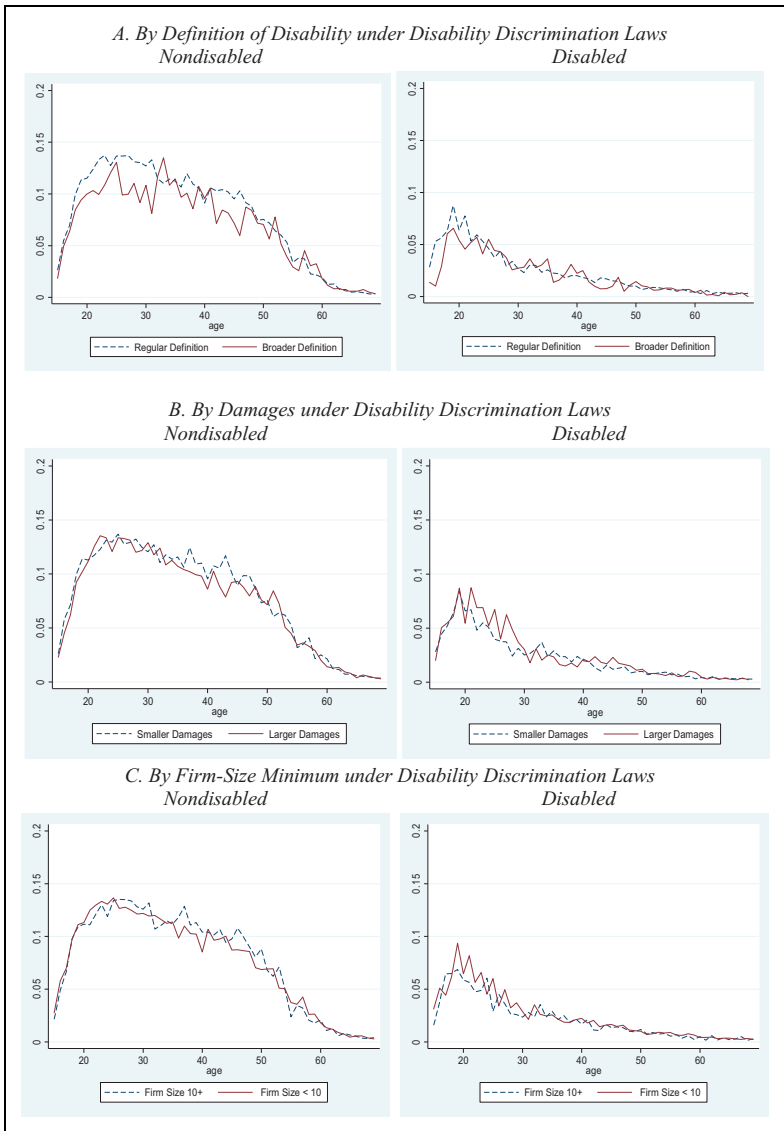 A. By Definition of Disability under Disability Discrimination Laws
Nondisabled Disabled
0.2
0.15
0.1
0.05
0
20 30 40 50 60
age
Regular Definition Broader Definition
0.2
0.15
0.1
0.05
0
20 30 40 50 60
age
Regular Definition Broader Definition
B. By Damages under Disability Discrimination Laws
Nondisabled Disabled
0.2
0.15
0.1
0.05
0
20 30 40 50 60
age
Smaller Damages Larger Damages
0.2
0.15
0.1
0.05
0
20 30 40 50 60
age
Smaller Damages Larger Damages
C. By Firm-Size Minimum under Disability Discrimination Laws
Nondisabled Disabled
0.2
0.15
0.1
0.05
0
20 30 40 50 60
age
Firm Size 10+ Firm Size < 10
0.2
0.15
0.1
0.05
0
20 30 40 50 60
age
Firm Size 10+ Firm Size < 10